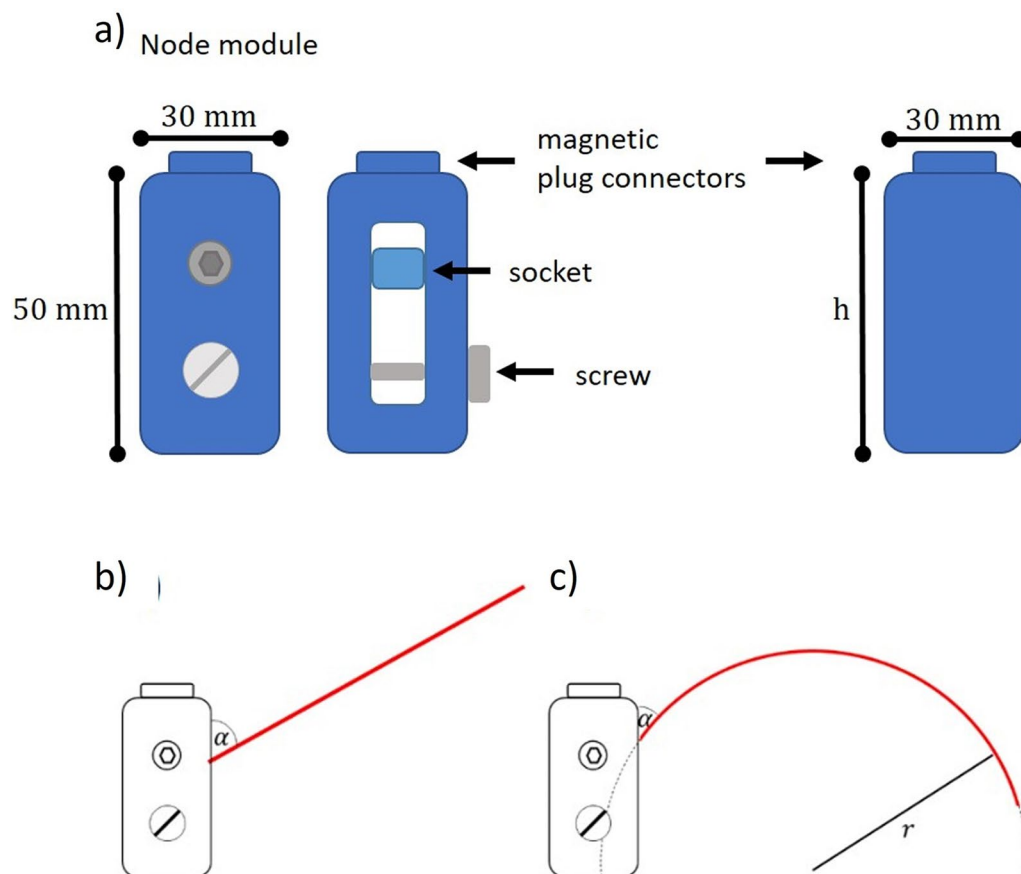 a) Node module
30 mm
30 mm
magnetic
plug connectors
socket
50 mm
h
screw
b)
c)
α
α
r